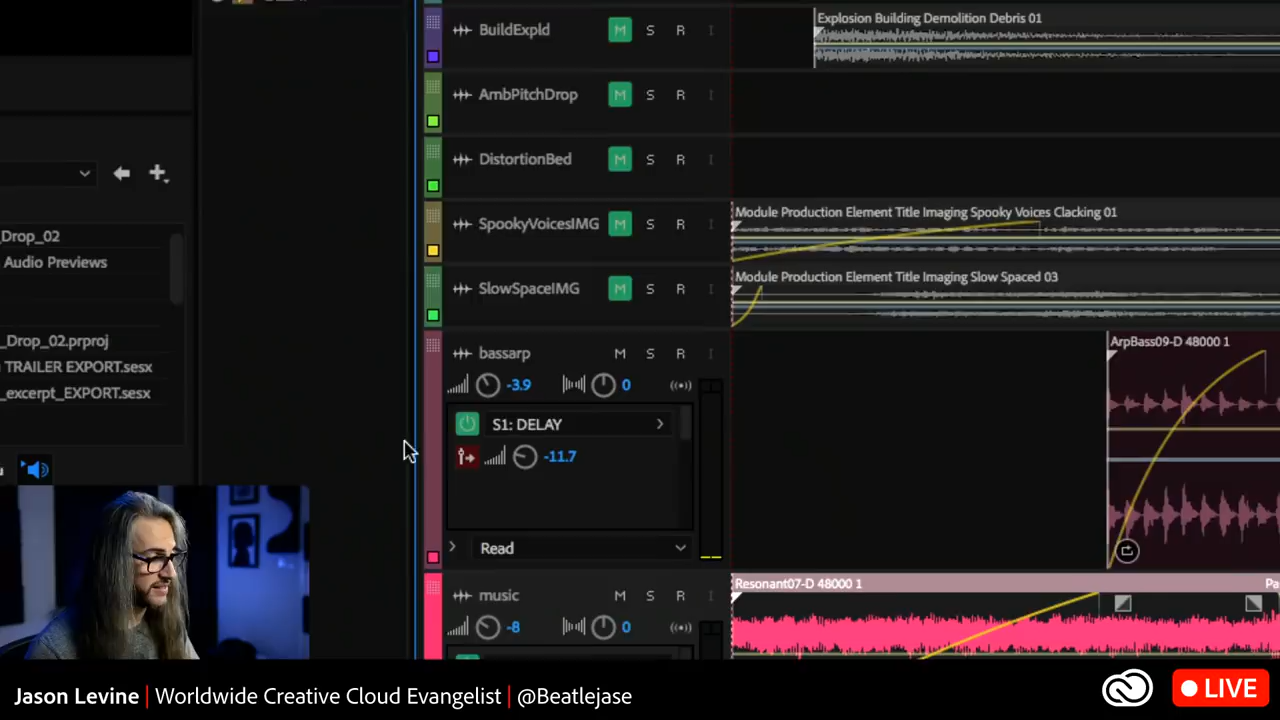 Explosion Building Demolition Debris 01
BuildExpld M S R I
AmbPitchDrop M S R I
DistortionBed M S R I
Module Production Element Title Imaging Spooky Voices Clacking 01
SpookyVoicesIMG M S R I
Module Production Element Title Imaging Slow Spaced 03
SlowSpaceIMG M S R I
_Drop_02
Audio Previews
_Drop_02.prproj
TRAILER EXPORT.sesx
_excerpt_EXPORT.sesx
bassarp M S R I
ArpBass09-D 48000 1
-3.9 0
S1: DELAY
-11.7
Read
Resonant07-D 48000 1 Pa
music M S R I
-8 0
Jason Levine | Worldwide Creative Cloud Evangelist | @Beatlejase
LIVE